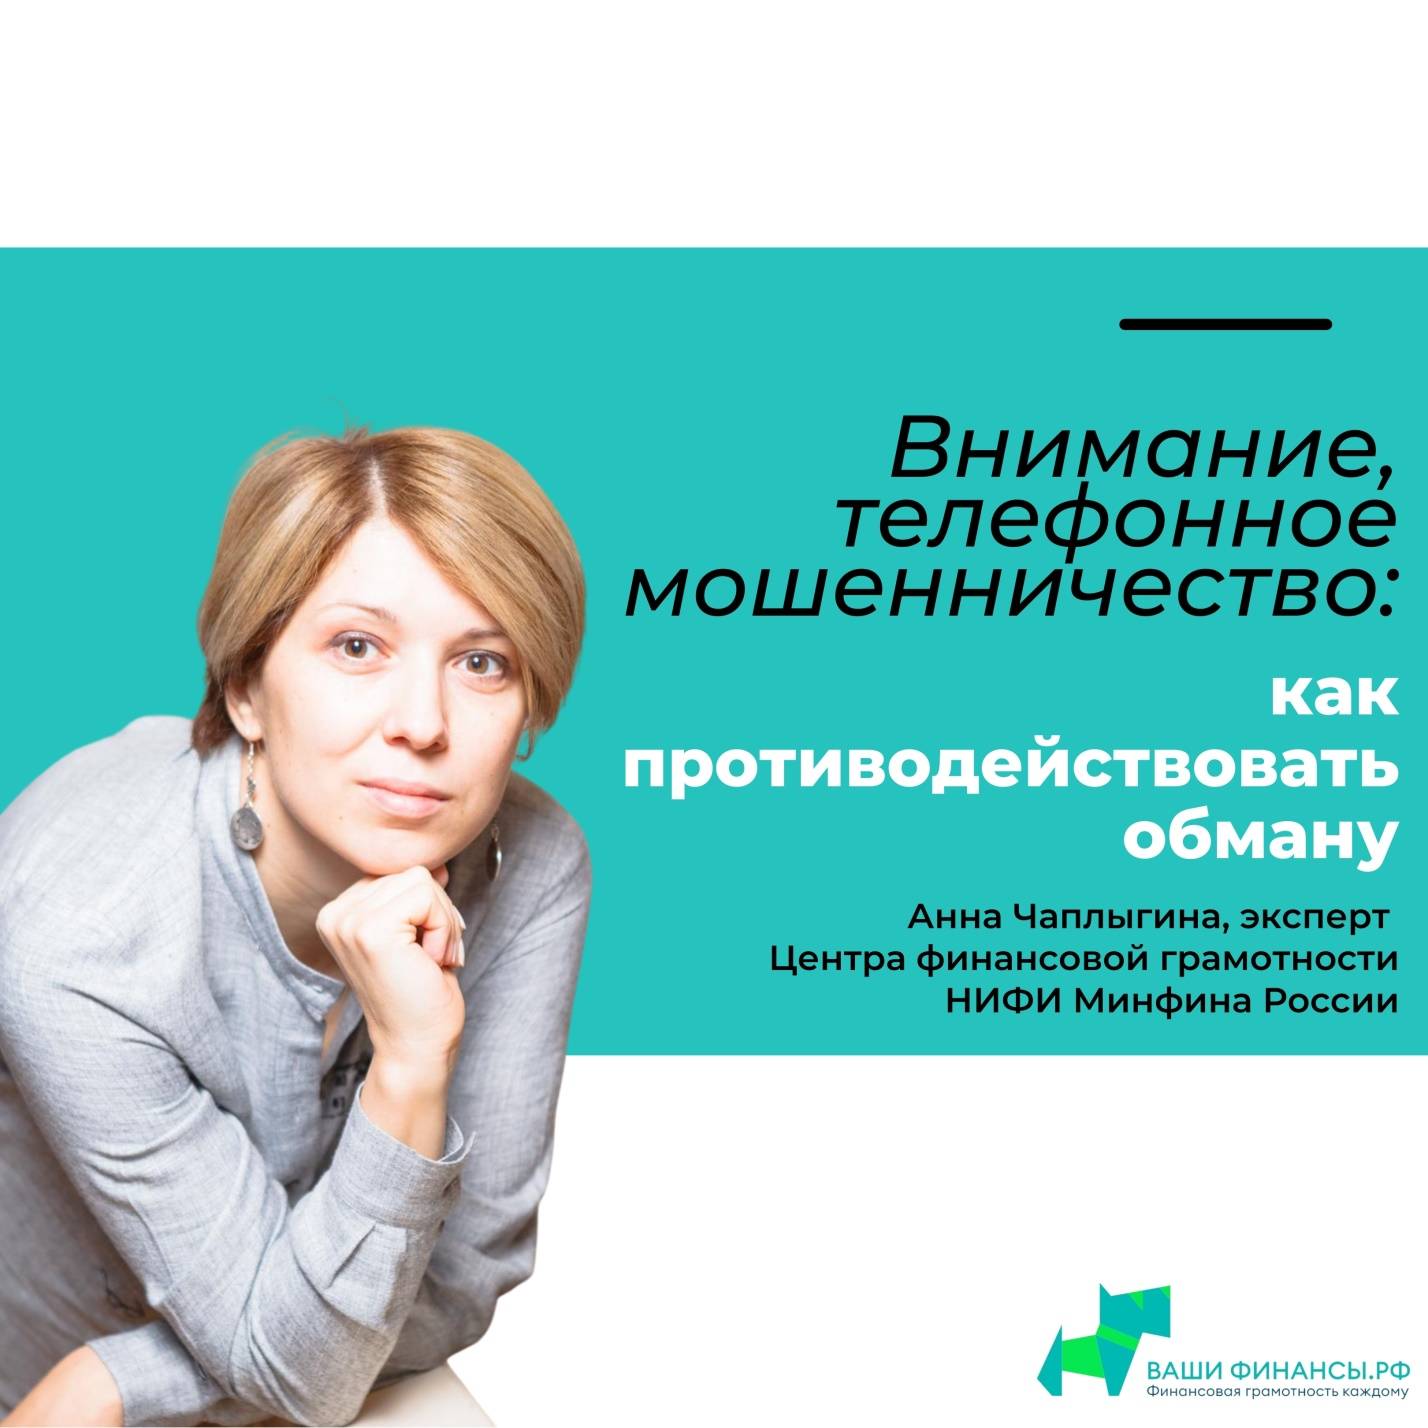 Внимание,
телефонное
мошенничество:
как
противодействовать
обману
Анна Чаплыгина, эксперт
Центра финансовой грамотности
НИФИ Минфина России
ВАШИ ФИНАНСЫ.РФ
Финансовая грамотность каждому